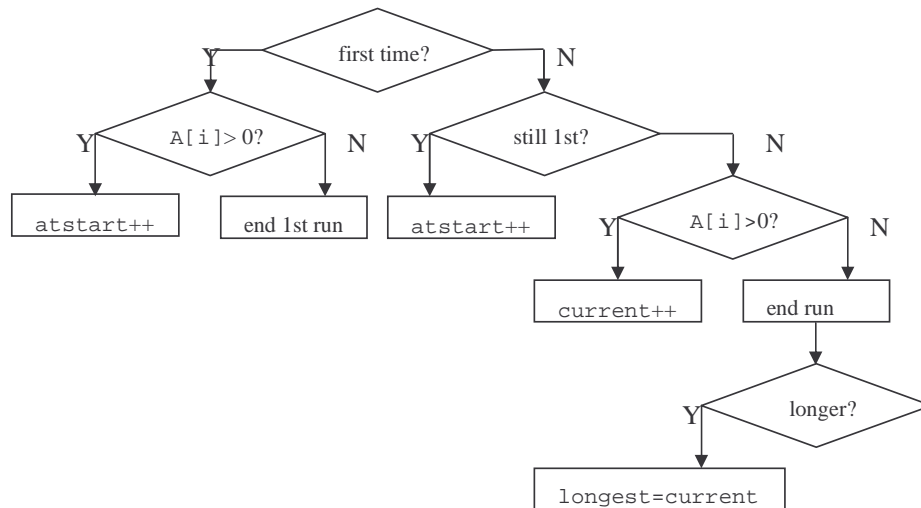 first time?
Y
N
A[i]> 0?
still 1st?
Y
N
Y
N
atstart++
end 1st run
atstart++
A[i]>0?
Y
N
current++
end run
longer?
Y
longest=current